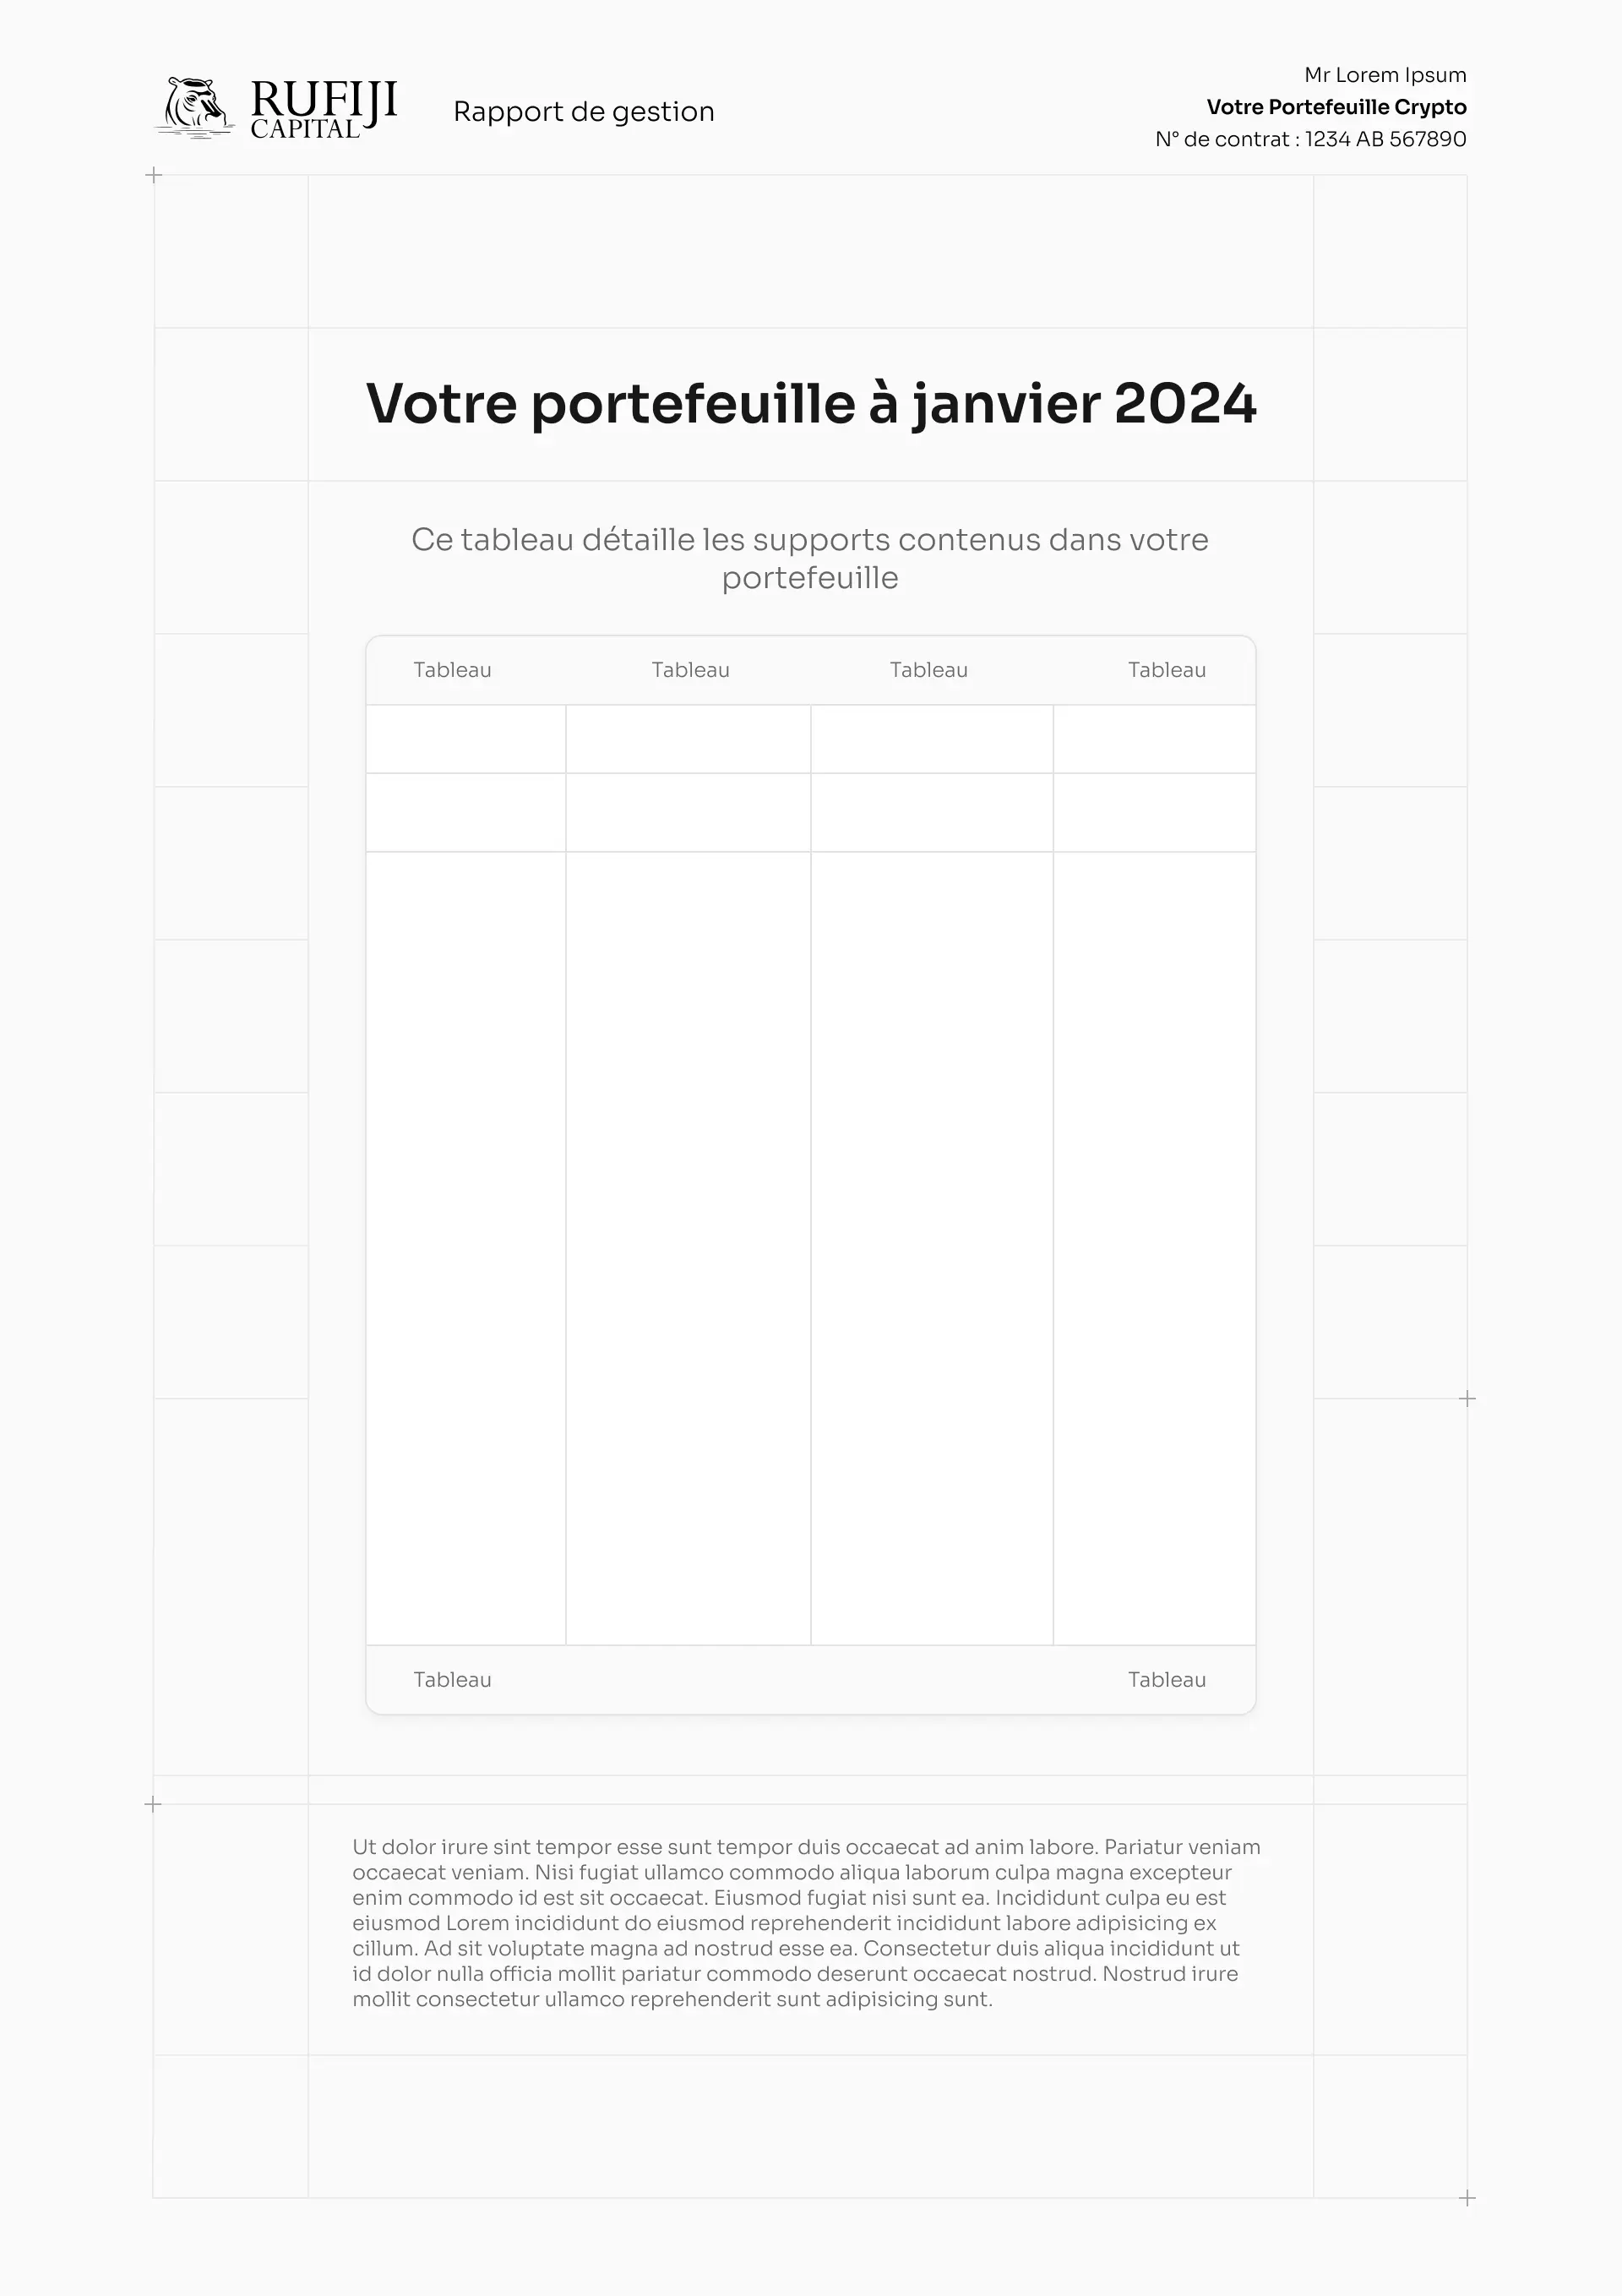 RUFIJI
CAPITAL
Rapport de gestion
Mr Lorem Ipsum
Votre Portefeuille Crypto
N° de contrat : 1234 AB 567890
Votre portefeuille à janvier 2024
Ce tableau détaille les supports contenus dans votre
portefeuille
Tableau Tableau Tableau Tableau
Tableau Tableau
Ut dolor irure sint tempor esse sunt tempor duis occaecat ad anim labore. Pariatur veniam
occaecat veniam. Nisi fugiat ullamco commodo aliqua laborum culpa magna excepteur
enim commodo id est sit occaecat. Eiusmod fugiat nisi sunt ea. Incididunt culpa eu est
eiusmod Lorem incididunt do eiusmod reprehenderit incididunt labore adipisicing ex
cillum. Ad sit voluptate magna ad nostrud esse ea. Consectetur duis aliqua incididunt ut
id dolor nulla officia mollit pariatur commodo deserunt occaecat nostrud. Nostrud irure
mollit consectetur ullamco reprehenderit sunt adipisicing sunt.